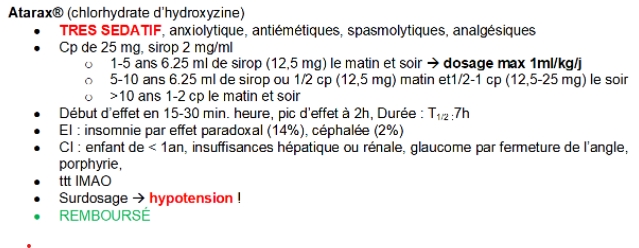 Atarax® (chlorhydrate d'hydroxyzine)
• TRES SEDATIF, anxiolytique, antiémétiques, spasmolytiques, analgésiques
• Cp de 25 mg, sirop 2 mg/ml
o 1-5 ans 6.25 ml de sirop (12,5 mg) le matin et soir → dosage max 1ml/kg/j
o 5-10 ans 6.25 ml de sirop ou 1/2 cp (12,5 mg) matin et1/2-1 cp (12,5-25 mg) le soir
o >10 ans 1-2 cp le matin et soir
• Début d'effet en 15-30 min. heure, pic d'effet à 2h, Durée : T1/2 :7h
• EI : insomnie par effet paradoxal (14%), céphalée (2%)
• CI : enfant de < 1an, insuffisances hépatique ou rénale, glaucome par fermeture de l'angle,
porphyrie,
• ttt IMAO
• Surdosage → hypotension !
• REMBOURSÉ